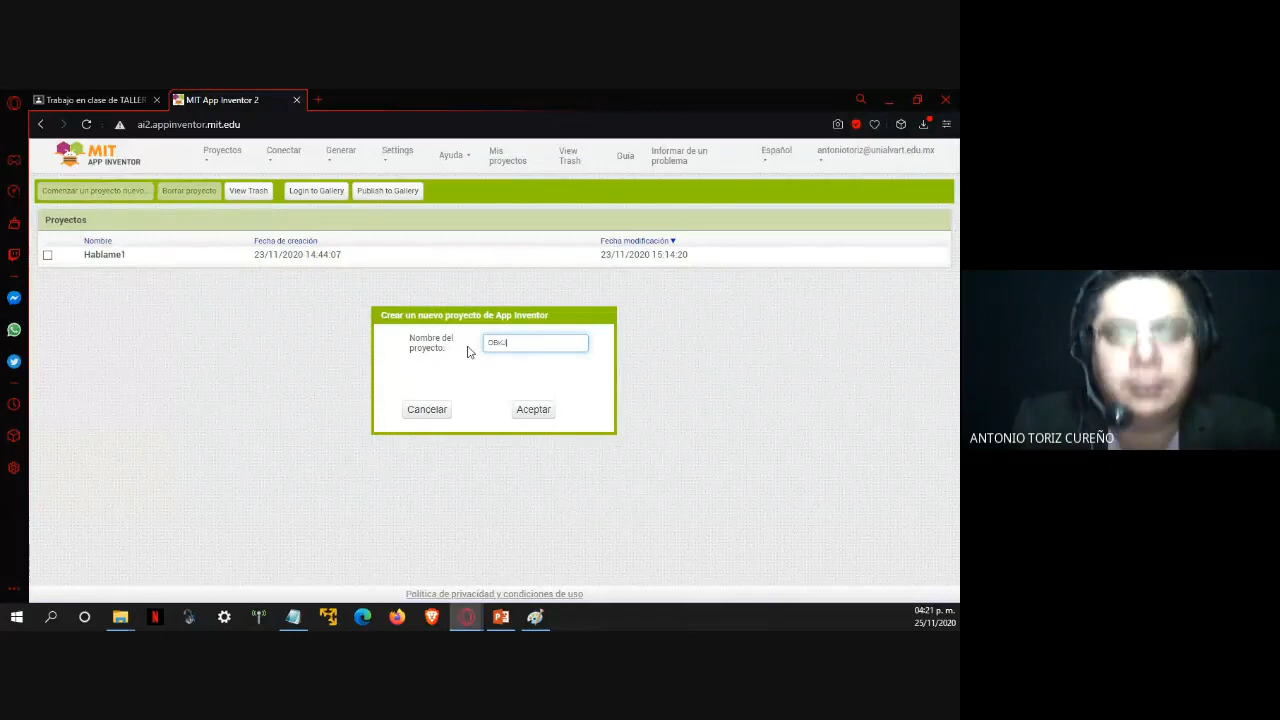 Trabajo en clase de TALLER
MIT App Inventor 2
ai2.appinventor.mit.edu
MIT
APP INVENTOR
Proyectos
Conectar
Generar
Settings
Ayuda
Mis
proyectos
View
Trash
Guía
Informar de un
problema
Español
antoniotoriz@unialvart.edu.mx
Comenzar un proyecto nuevo...
Borrar proyecto
View Trash
Login to Gallery
Publish to Gallery
Proyectos
Nombre
Fecha de creación
Fecha modificación▼
Hablame1
23/11/2020 14:44:07
23/11/2020 15:14:20
Crear un nuevo proyecto de App Inventor
Nombre del
proyecto:
Cancelar
Aceptar
ANTONIO TORIZ CUREÑO
Política de privacidad y condiciones de uso
04:21 p. m.
25/11/2020